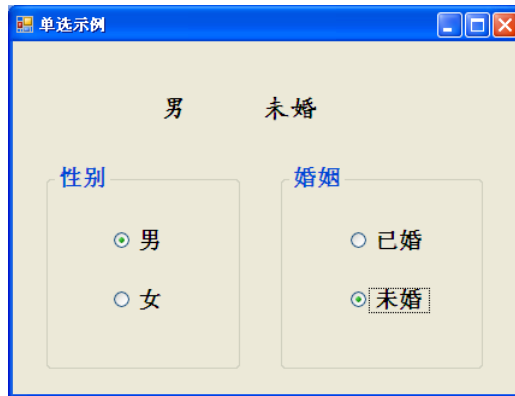 单选示例
男 未婚
性别 婚姻
男 已婚
女 未婚